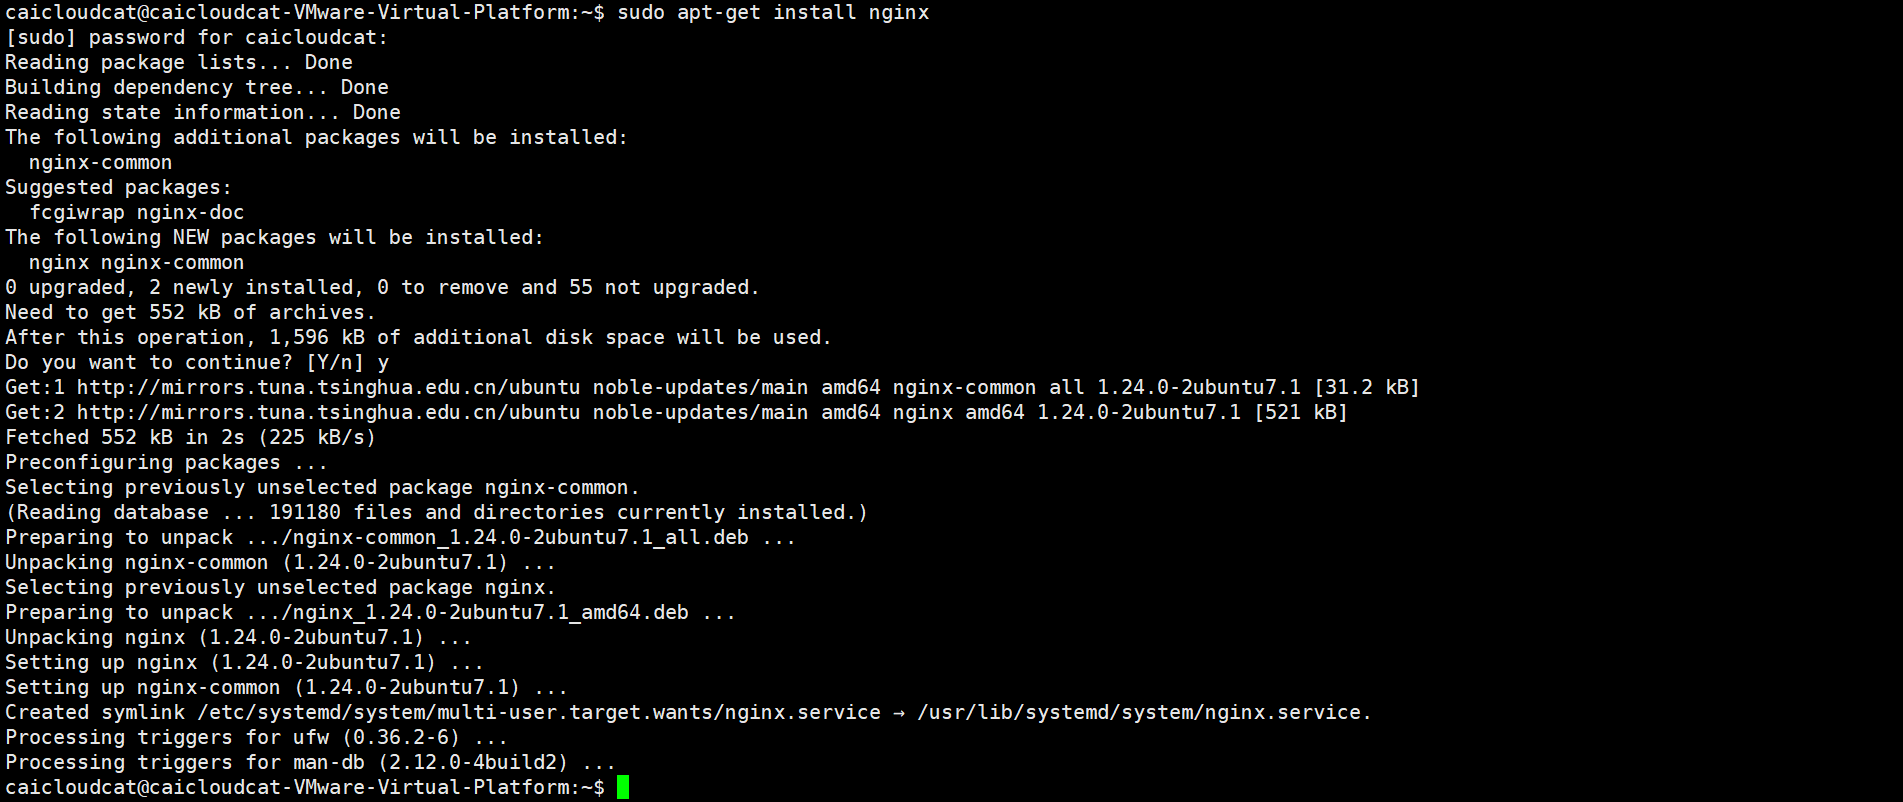 caicloudcat@caicloudcat-VMware-Virtual-Platform:~$ sudo apt-get install nginx
[sudo] password for caicloudcat:
Reading package lists... Done
Building dependency tree... Done
Reading state information... Done
The following additional packages will be installed:
  nginx-common
Suggested packages:
  fcgiwrap nginx-doc
The following NEW packages will be installed:
  nginx nginx-common
0 upgraded, 2 newly installed, 0 to remove and 55 not upgraded.
Need to get 552 kB of archives.
After this operation, 1,596 kB of additional disk space will be used.
Do you want to continue? [Y/n] y
Get:1 http://mirrors.tuna.tsinghua.edu.cn/ubuntu noble-updates/main amd64 nginx-common all 1.24.0-2ubuntu7.1 [31.2 kB]
Get:2 http://mirrors.tuna.tsinghua.edu.cn/ubuntu noble-updates/main amd64 nginx amd64 1.24.0-2ubuntu7.1 [521 kB]
Fetched 552 kB in 2s (225 kB/s)
Preconfiguring packages ...
Selecting previously unselected package nginx-common.
(Reading database ... 191180 files and directories currently installed.)
Preparing to unpack .../nginx-common_1.24.0-2ubuntu7.1_all.deb ...
Unpacking nginx-common (1.24.0-2ubuntu7.1) ...
Selecting previously unselected package nginx.
Preparing to unpack .../nginx_1.24.0-2ubuntu7.1_amd64.deb ...
Unpacking nginx (1.24.0-2ubuntu7.1) ...
Setting up nginx (1.24.0-2ubuntu7.1) ...
Setting up nginx-common (1.24.0-2ubuntu7.1) ...
Created symlink /etc/systemd/system/multi-user.target.wants/nginx.service → /usr/lib/systemd/system/nginx.service.
Processing triggers for ufw (0.36.2-6) ...
Processing triggers for man-db (2.12.0-4build2) ...
caicloudcat@caicloudcat-VMware-Virtual-Platform:~$